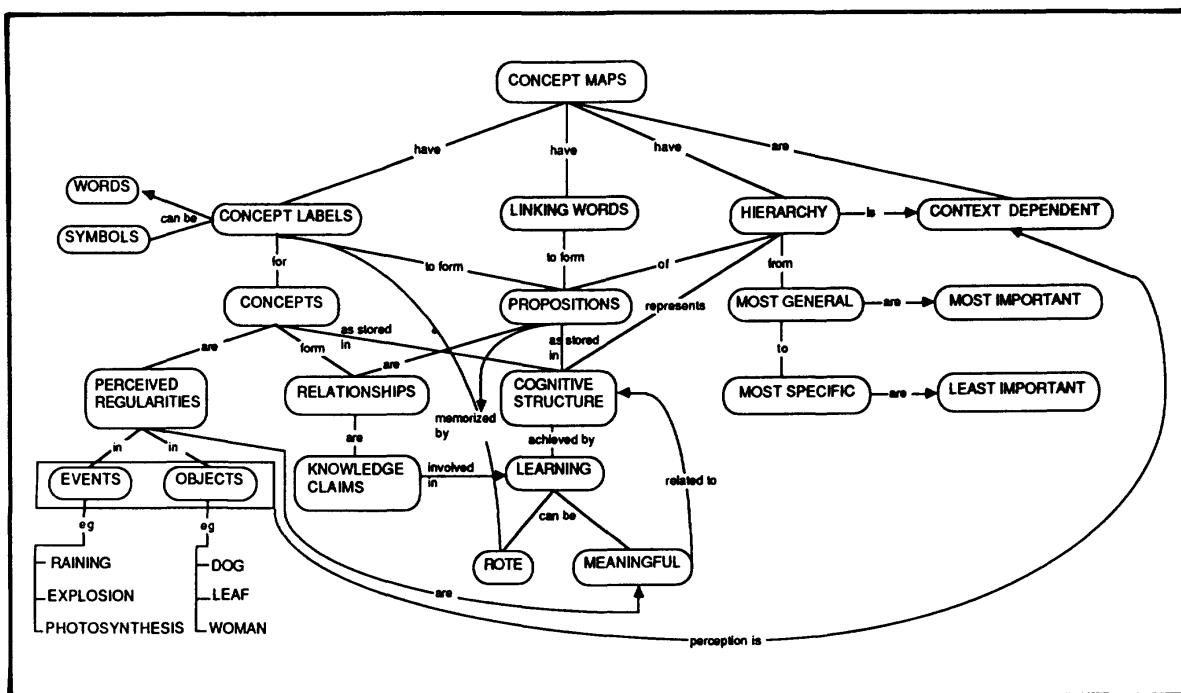 CONCEPT MAPS
have
have
have
are
WORDS
can be
SYMBOLS
CONCEPT LABELS
LINKING WORDS
HIERARCHY
is
CONTEXT DEPENDENT
for
to form
to form
of
from
CONCEPTS
PROPOSITIONS
represents
MOST GENERAL
are
MOST IMPORTANT
as stored
in
are
form
are
as stored
in
to
PERCEIVED
REGULARITIES
RELATIONSHIPS
COGNITIVE
STRUCTURE
MOST SPECIFIC
are
LEAST IMPORTANT
memorized
by
in
in
are
achieved by
EVENTS
OBJECTS
KNOWLEDGE
CLAIMS
involved
in
LEARNING
related to
eg
eg
can be
RAINING
EXPLOSION
PHOTOSYNTHESIS
DOG
LEAF
WOMAN
ROTE
MEANINGFUL
are
perception is